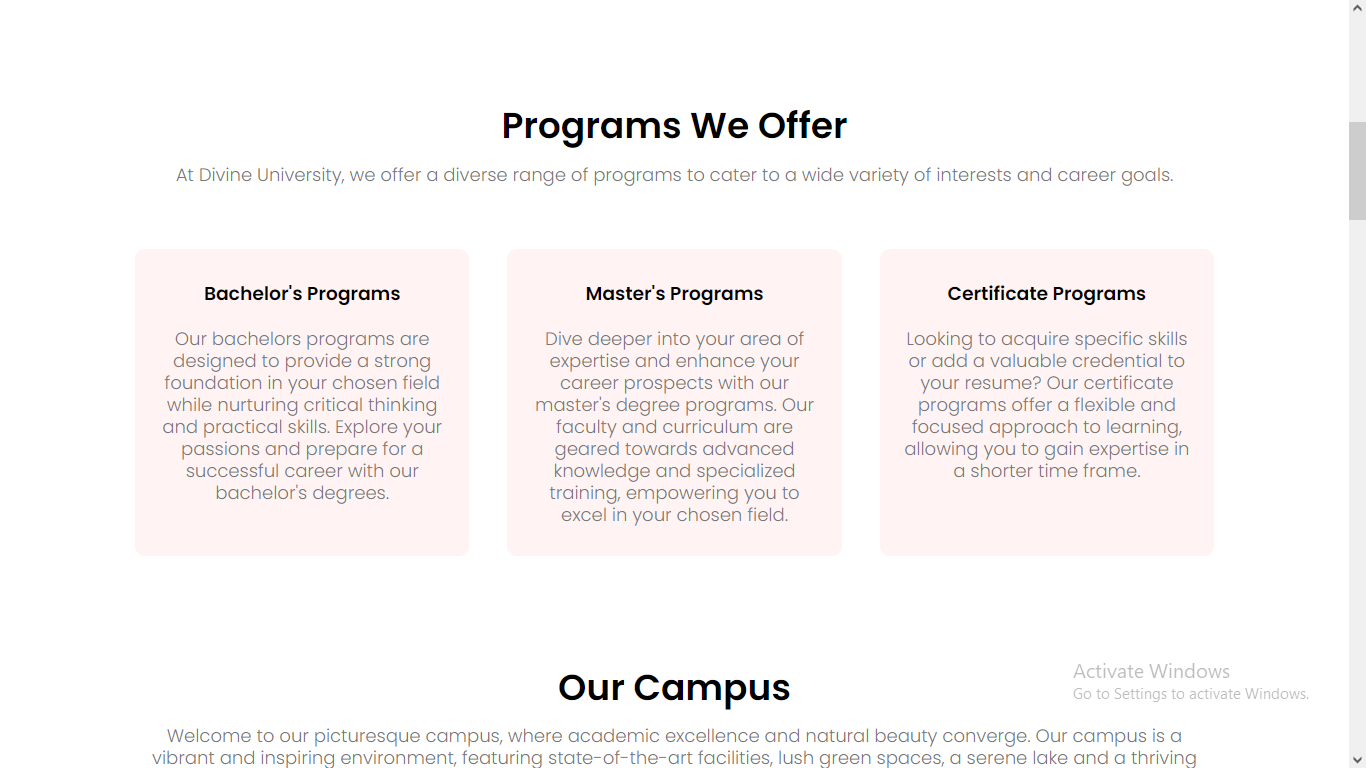 Programs We Offer
At Divine University, we offer a diverse range of programs to cater to a wide variety of interests and career goals.
Bachelor's Programs
Our bachelors programs are
designed to provide a strong
foundation in your chosen field
while nurturing critical thinking
and practical skills. Explore your
passions and prepare for a
successful career with our
bachelor's degrees.
Master's Programs
Dive deeper into your area of
expertise and enhance your
career prospects with our
master's degree programs. Our
faculty and curriculum are
geared towards advanced
knowledge and specialized
training, empowering you to
excel in your chosen field.
Certificate Programs
Looking to acquire specific skills
or add a valuable credential to
your resume? Our certificate
programs offer a flexible and
focused approach to learning,
allowing you to gain expertise in
a shorter time frame.
Our Campus
Welcome to our picturesque campus, where academic excellence and natural beauty converge. Our campus is a
vibrant and inspiring environment, featuring state-of-the-art facilities, lush green spaces, a serene lake and a thriving
Activate Windows
Go to Settings to activate Windows.